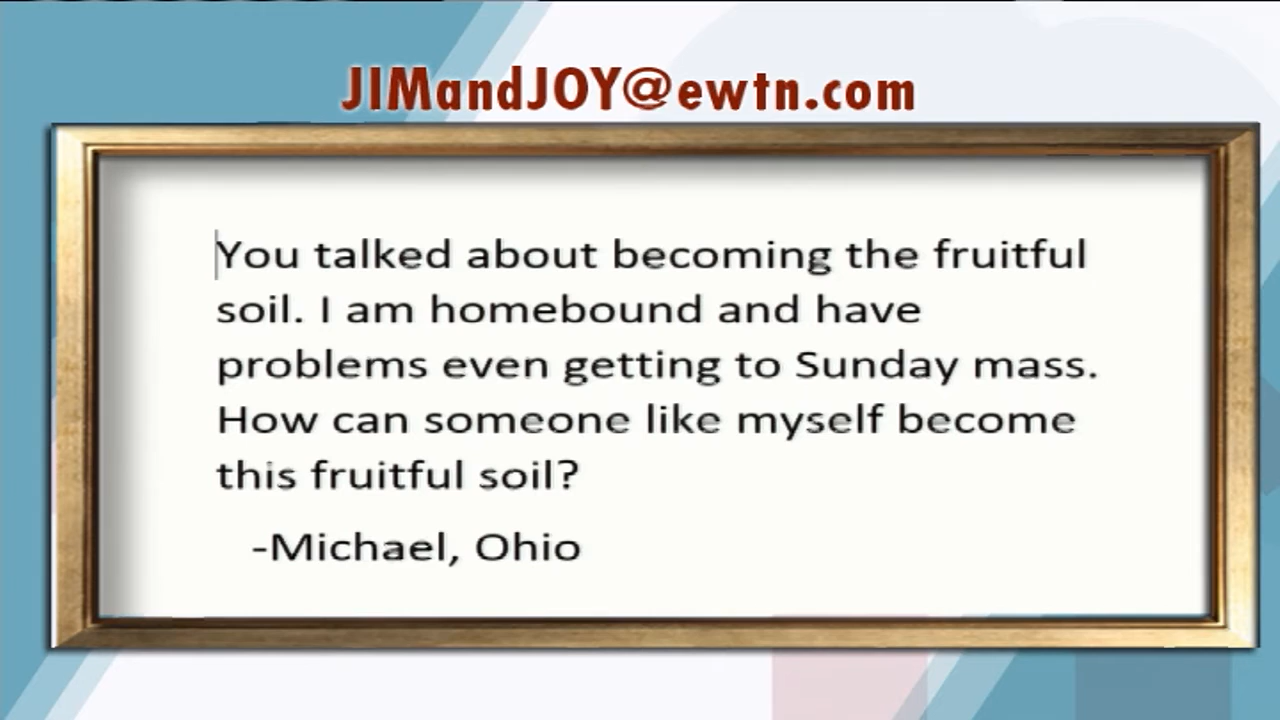 JIMandJOY@ewtn.com
You talked about becoming the fruitful
soil. I am homebound and have
problems even getting to Sunday mass.
How can someone like myself become
this fruitful soil?
-Michael, Ohio